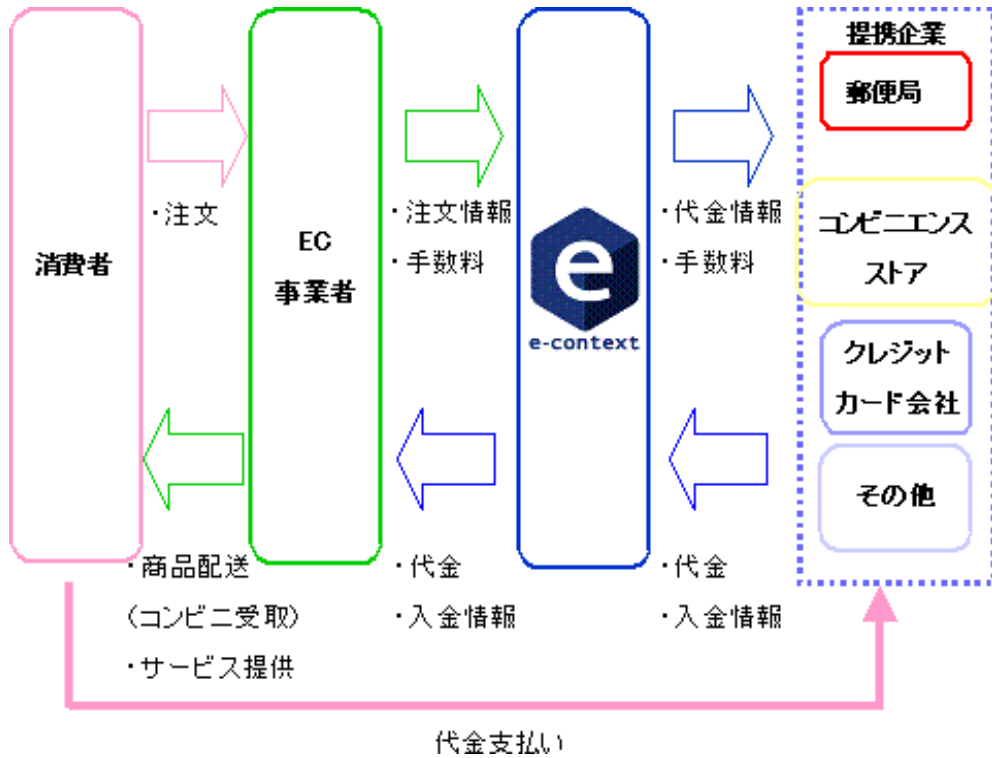 提携企業
郵便局
・注文
・注文情報
・手数料
・代金情報
・手数料
消費者
EC
事業者
e
e-context
コンビニエンス
ストア
クレジット
カード会社
その他
・商品配送
(コンビニ受取)
・サービス提供
・代金
・入金情報
・代金
・入金情報
代金支払い